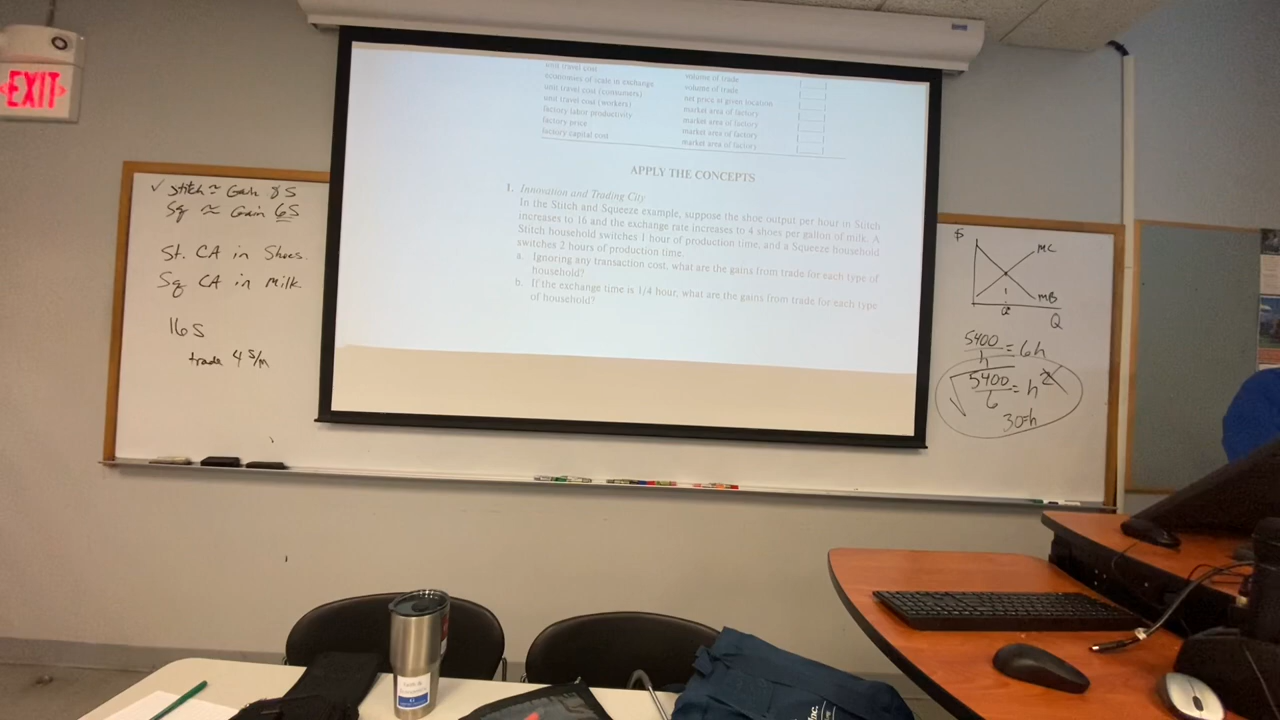 EXIT
✓ Stitch ≈ Gain 8 S
Sq ≈ Gain 6S
St. CA in Shoes.
Sq CA in Milk
16 S
trade 4 S/m
unit travel cost
economies of scale in exchange
unit travel cost (consumers)
unit travel cost (workers)
factory labor productivity
factory price
factory capital cost
volume of trade
volume of trade
net price at given location
market area of factory
market area of factory
market area of factory
market area of factory
APPLY THE CONCEPTS
1. Innovation and Trading City
In the Stitch and Squeeze example, suppose the shoe output per hour in Stitch
increases to 16 and the exchange rate increases to 4 shoes per gallon of milk. A
Stitch household switches 1 hour of production time, and a Squeeze household
switches 2 hours of production time.
a. Ignoring any transaction cost, what are the gains from trade for each type of
household?
b. If the exchange time is 1/4 hour, what are the gains from trade for each type
of household?
$
MC
MB
Q
5400/h = 6h
√5400/6 = h²
30=h
Inc.